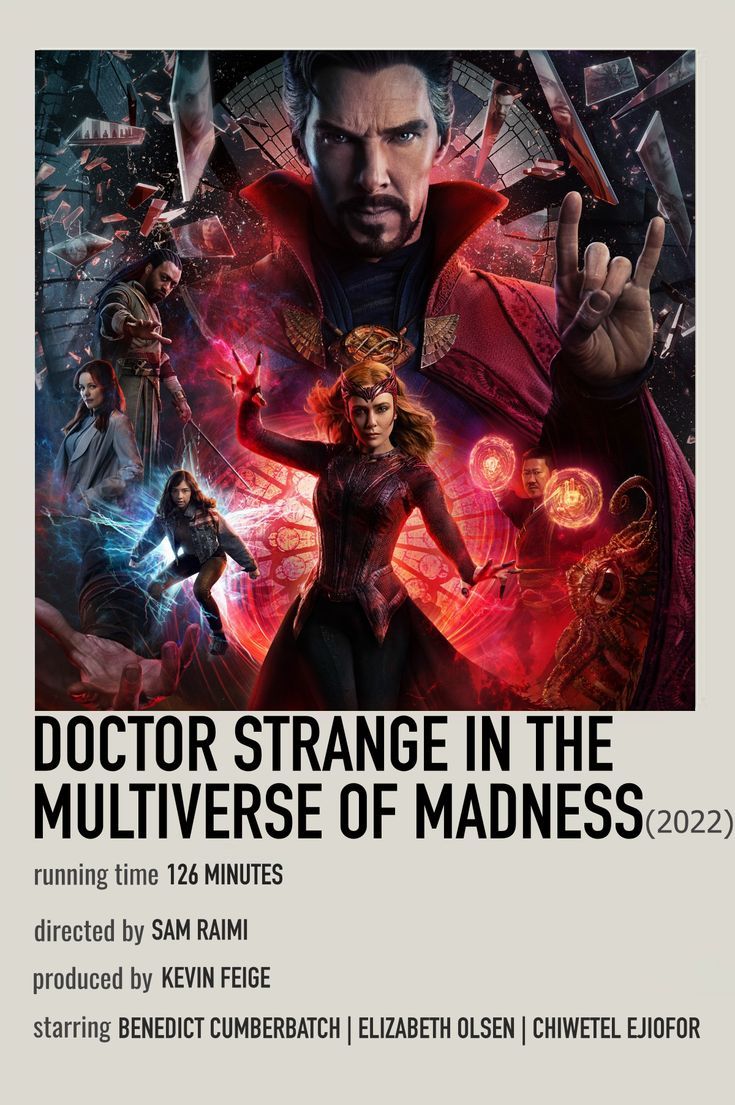 DOCTOR STRANGE IN THE
MULTIVERSE OF MADNESS(2022)
running time 126 MINUTES
directed by SAM RAIMI
produced by KEVIN FEIGE
starring BENEDICT CUMBERBATCH | ELIZABETH OLSEN | CHIWETEL EJIOFOR